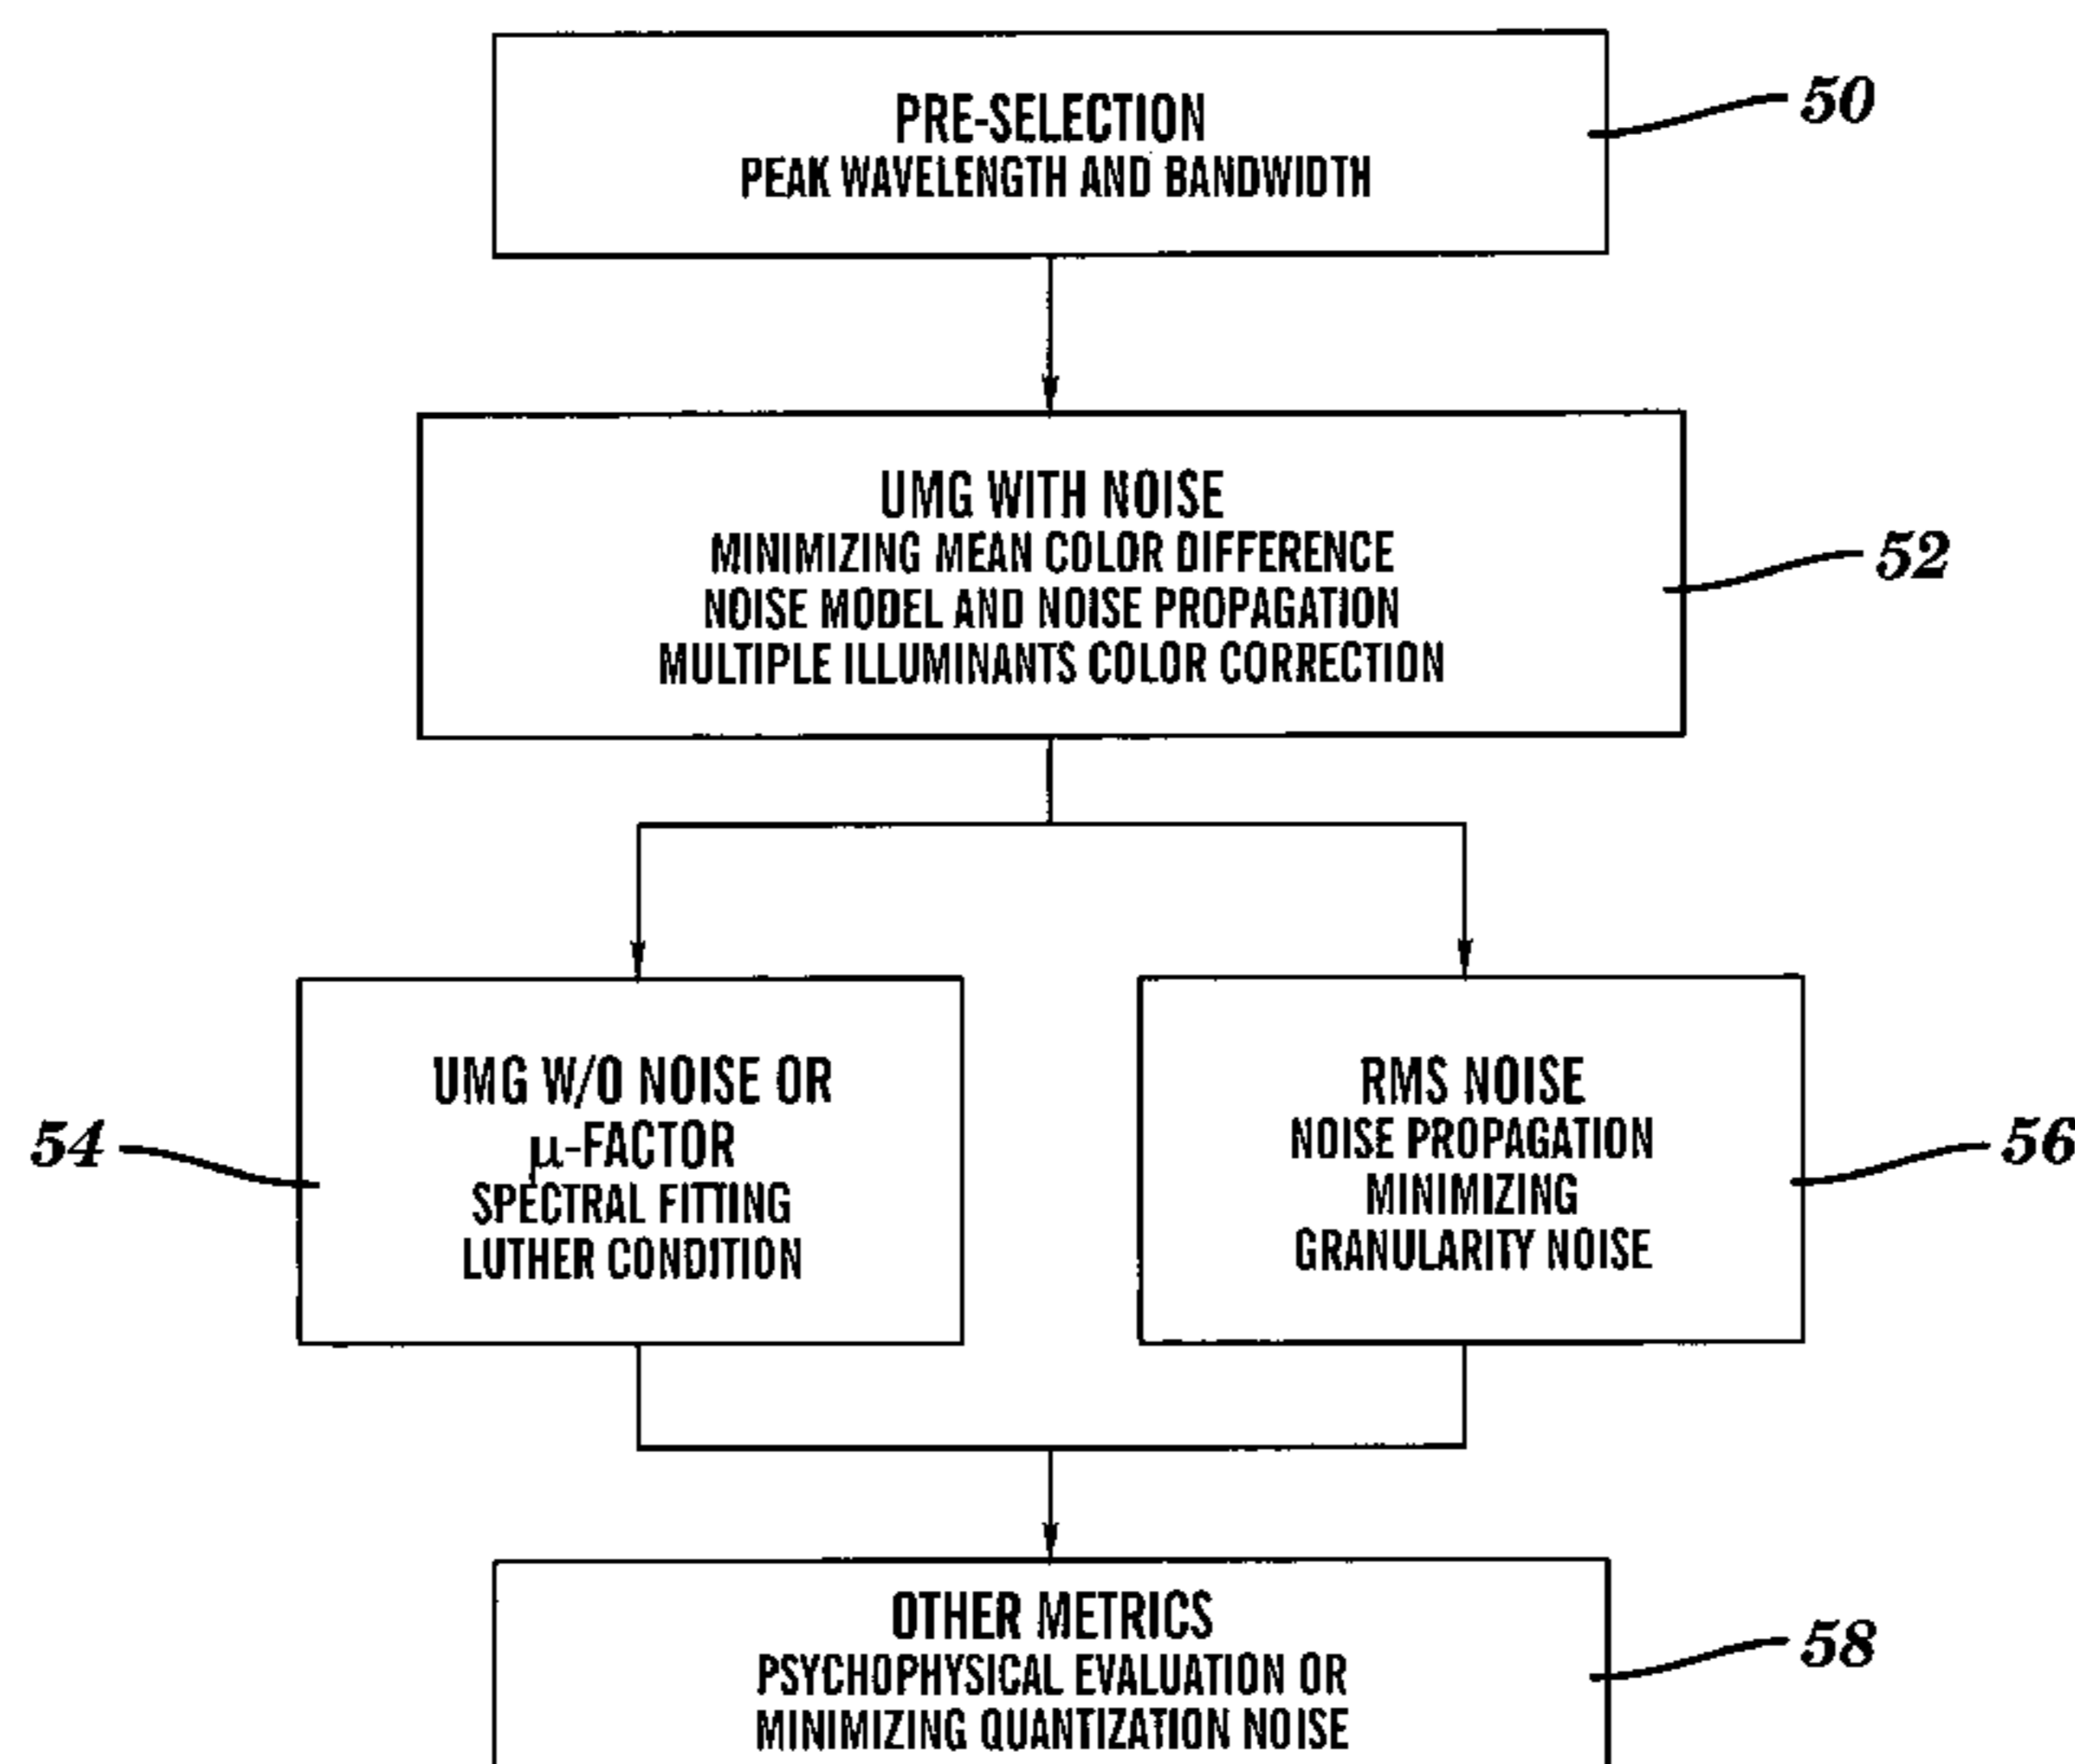 PRE-SELECTION
PEAK WAVELENGTH AND BANDWIDTH
50
UMG WITH NOISE
MINIMIZING MEAN COLOR DIFFERENCE
NOISE MODEL AND NOISE PROPAGATION
MULTIPLE ILLUMINANTS COLOR CORRECTION
52
UMG W/O NOISE OR
μ-FACTOR
SPECTRAL FITTING
LUTHER CONDITION
54
RMS NOISE
NOISE PROPAGATION
MINIMIZING
GRANULARITY NOISE
56
OTHER METRICS
PSYCHOPHYSICAL EVALUATION OR
MINIMIZING QUANTIZATION NOISE
58